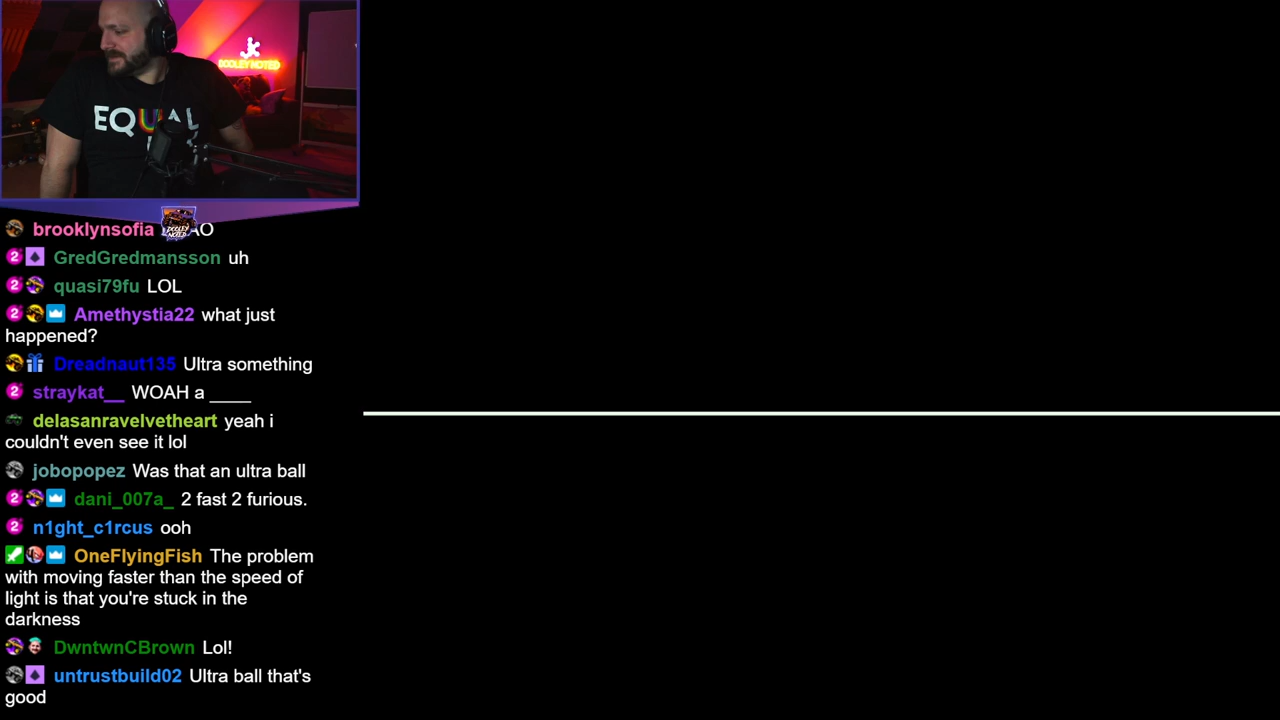 EQUAL
DOOLEY NOTED
DOOLEY
NOTED
brooklynsofia
GredGredmansson uh
quasi79fu LOL
Amethystia22 what just
happened?
Dreadnaut135 Ultra something
straykat__ WOAH a ____
delasanravelvetheart yeah i
couldn't even see it lol
jobopopez Was that an ultra ball
dani_007a_ 2 fast 2 furious.
n1ght_c1rcus ooh
OneFlyingFish The problem
with moving faster than the speed of
light is that you're stuck in the
darkness
DwntwnCBrown Lol!
untrustbuild02 Ultra ball that's
good